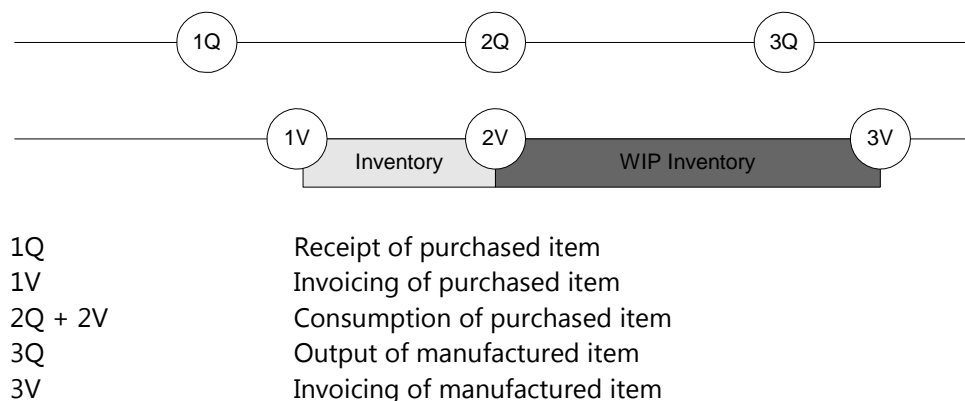 1Q 2Q 3Q
1V 2V 3V
Inventory WIP Inventory
1Q Receipt of purchased item
1V Invoicing of purchased item
2Q + 2V Consumption of purchased item
3Q Output of manufactured item
3V Invoicing of manufactured item